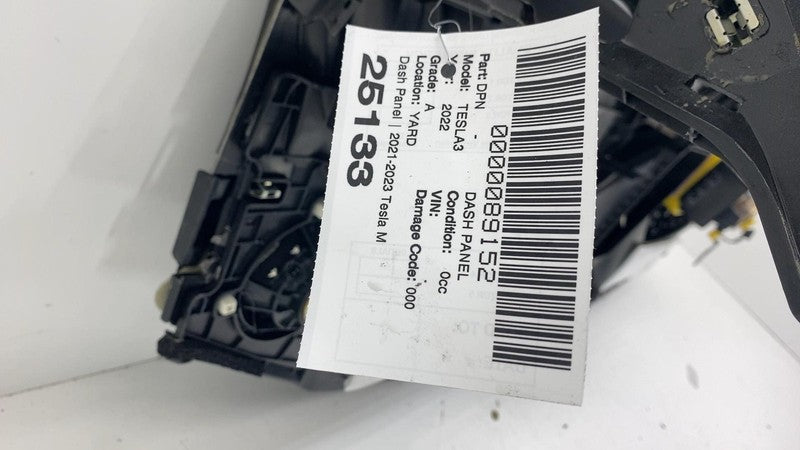 0000089152
Part: DPN - DASH PANEL
Model: TESLA3 Condition: 0cc
2022 VIN:
Grade: A Damage Code: 000
Location: YARD
25133
Dash Panel | 2021-2023 Tesla M